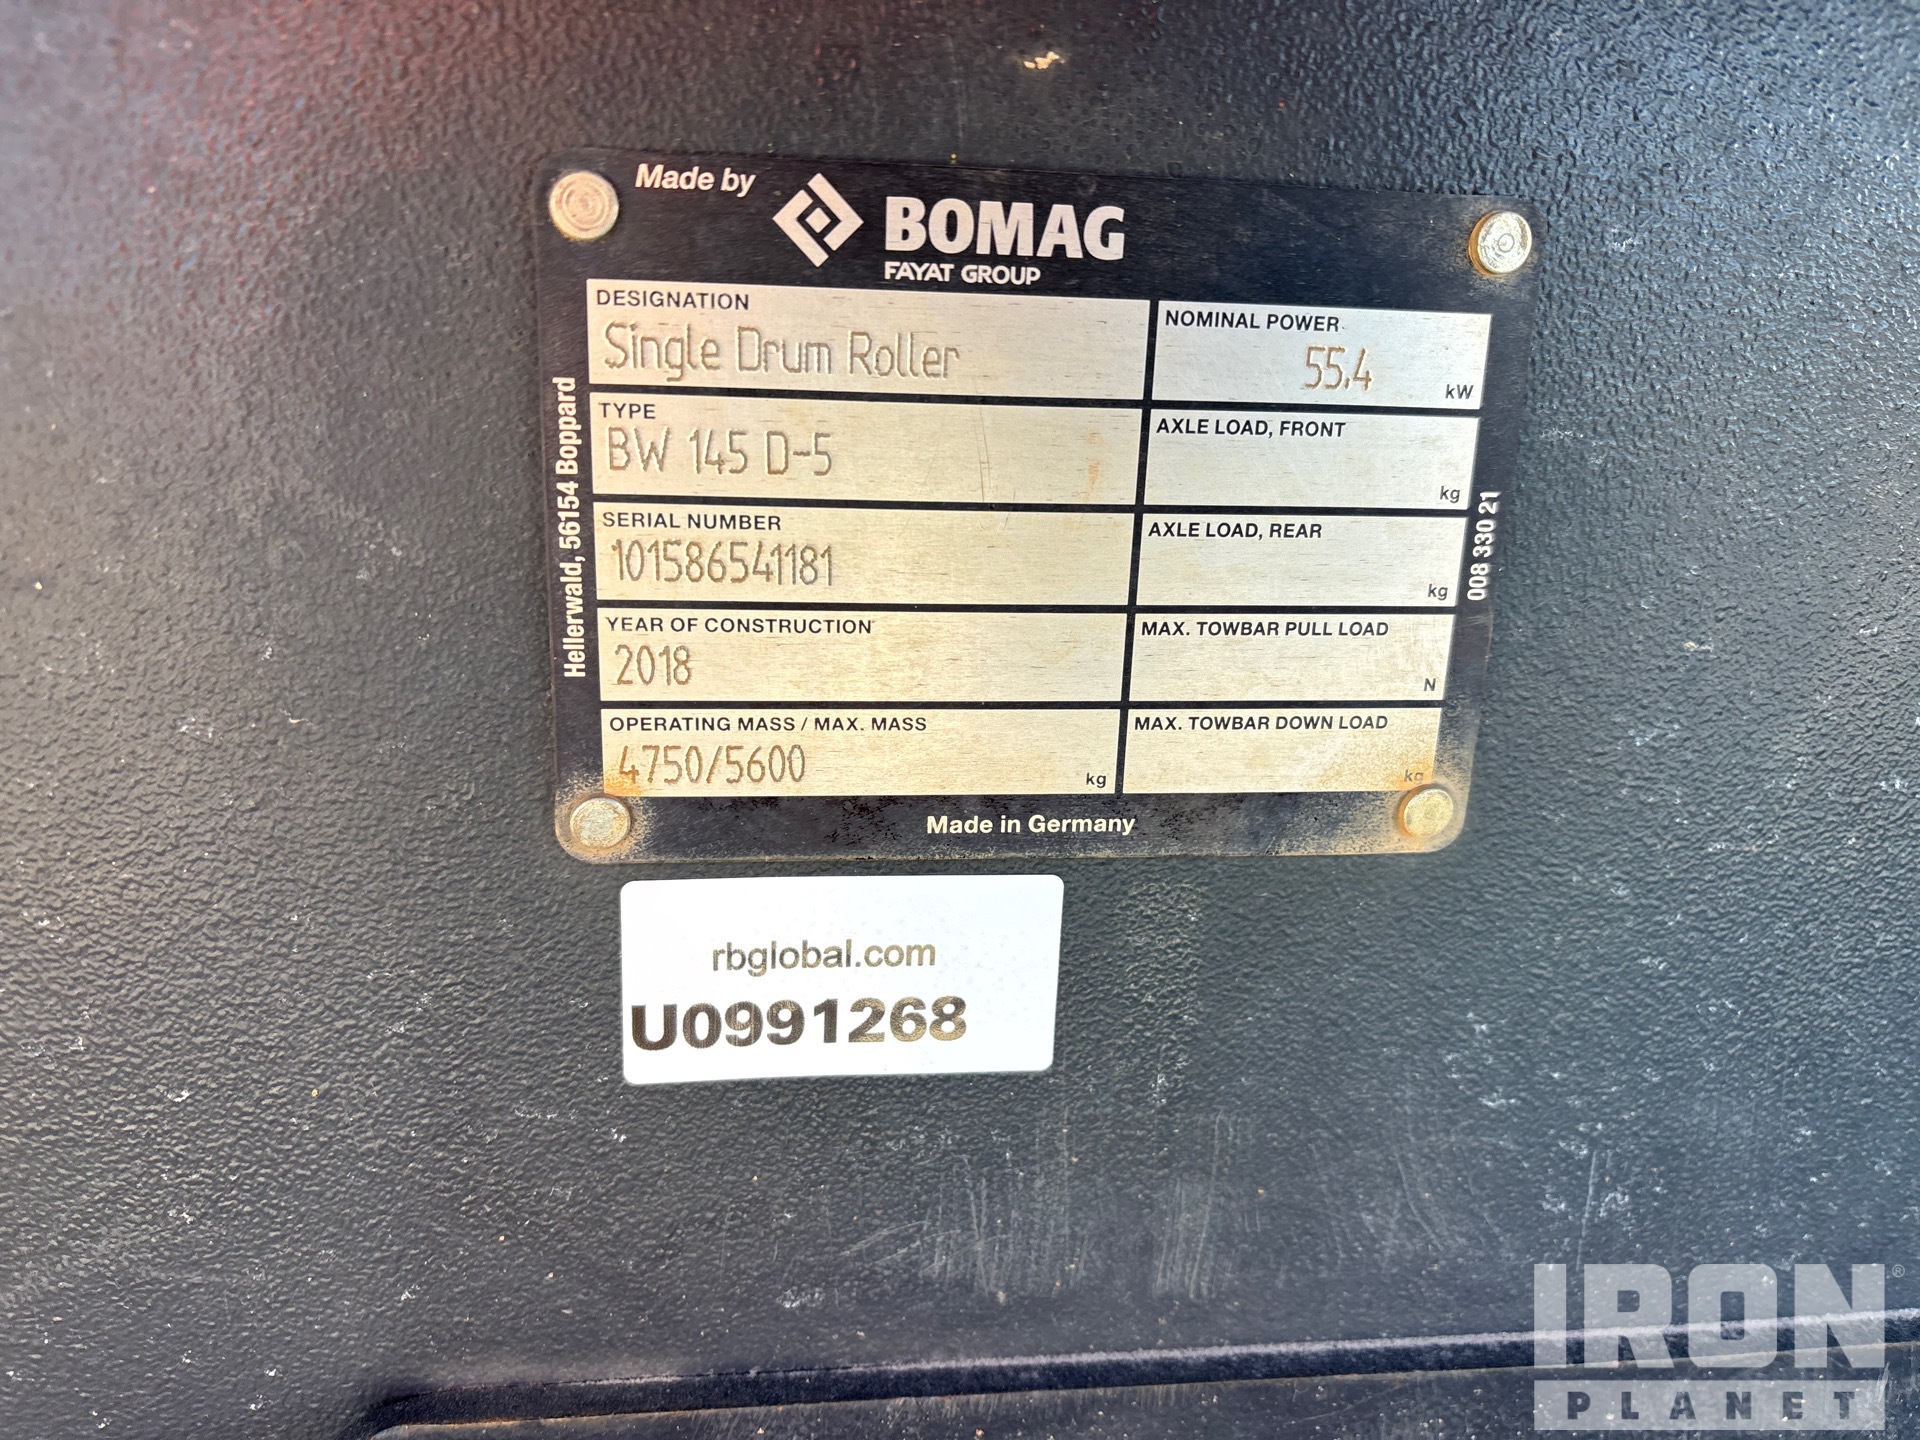 Made by
BOMAG
FAYAT GROUP
DESIGNATION
Single Drum Roller
NOMINAL POWER
55,4
kW
TYPE
BW 145 D-5
AXLE LOAD, FRONT
kg
SERIAL NUMBER
101586541181
AXLE LOAD, REAR
kg
YEAR OF CONSTRUCTION
2018
MAX. TOWBAR PULL LOAD
N
OPERATING MASS / MAX. MASS
4750/5600
kg
MAX. TOWBAR DOWN LOAD
kg
Hellerwald, 56154 Boppard
008 330 21
Made in Germany
rbglobal.com
U0991268
IRON®
PLANET